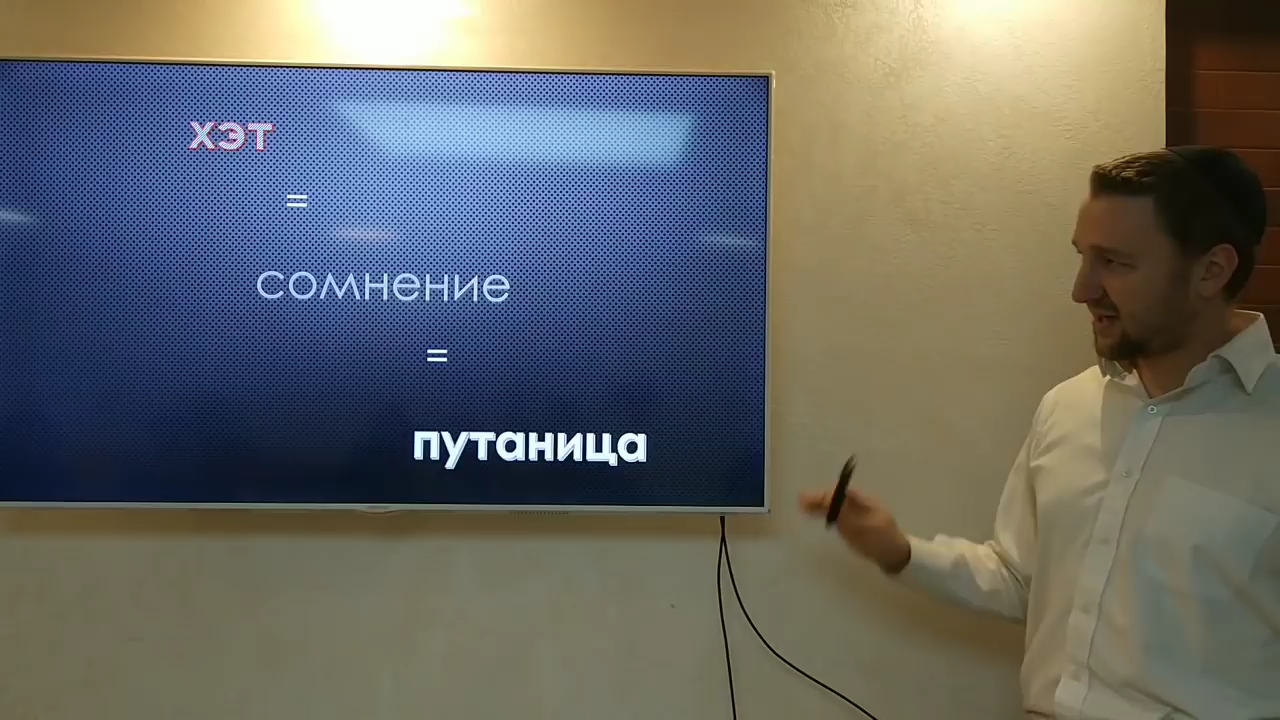 хэт
=
сомнение
=
путаница